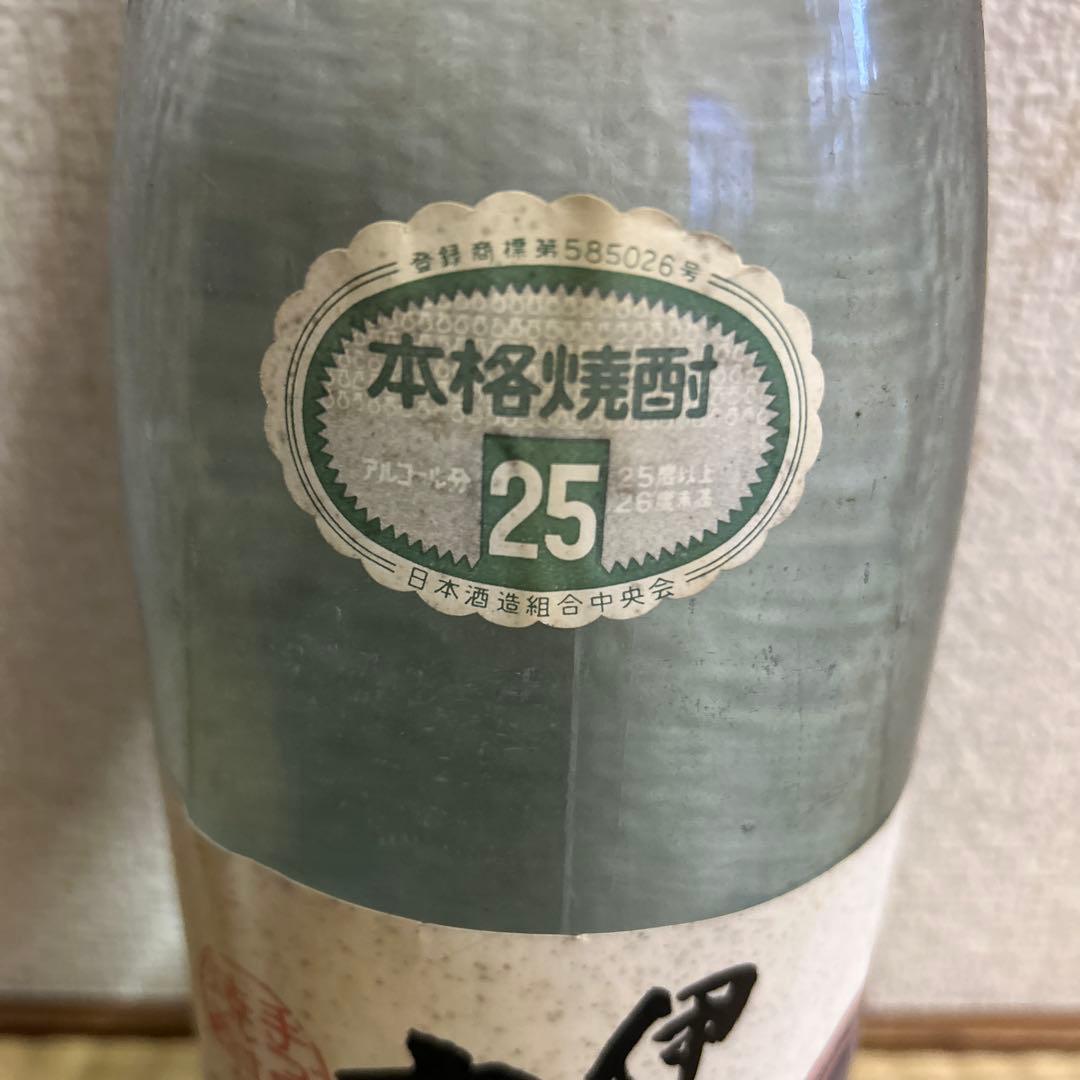 登録商標第585026号
本格焼酎
アルコール分
25
25度以上
26度未満
日本酒造組合中央会
伊